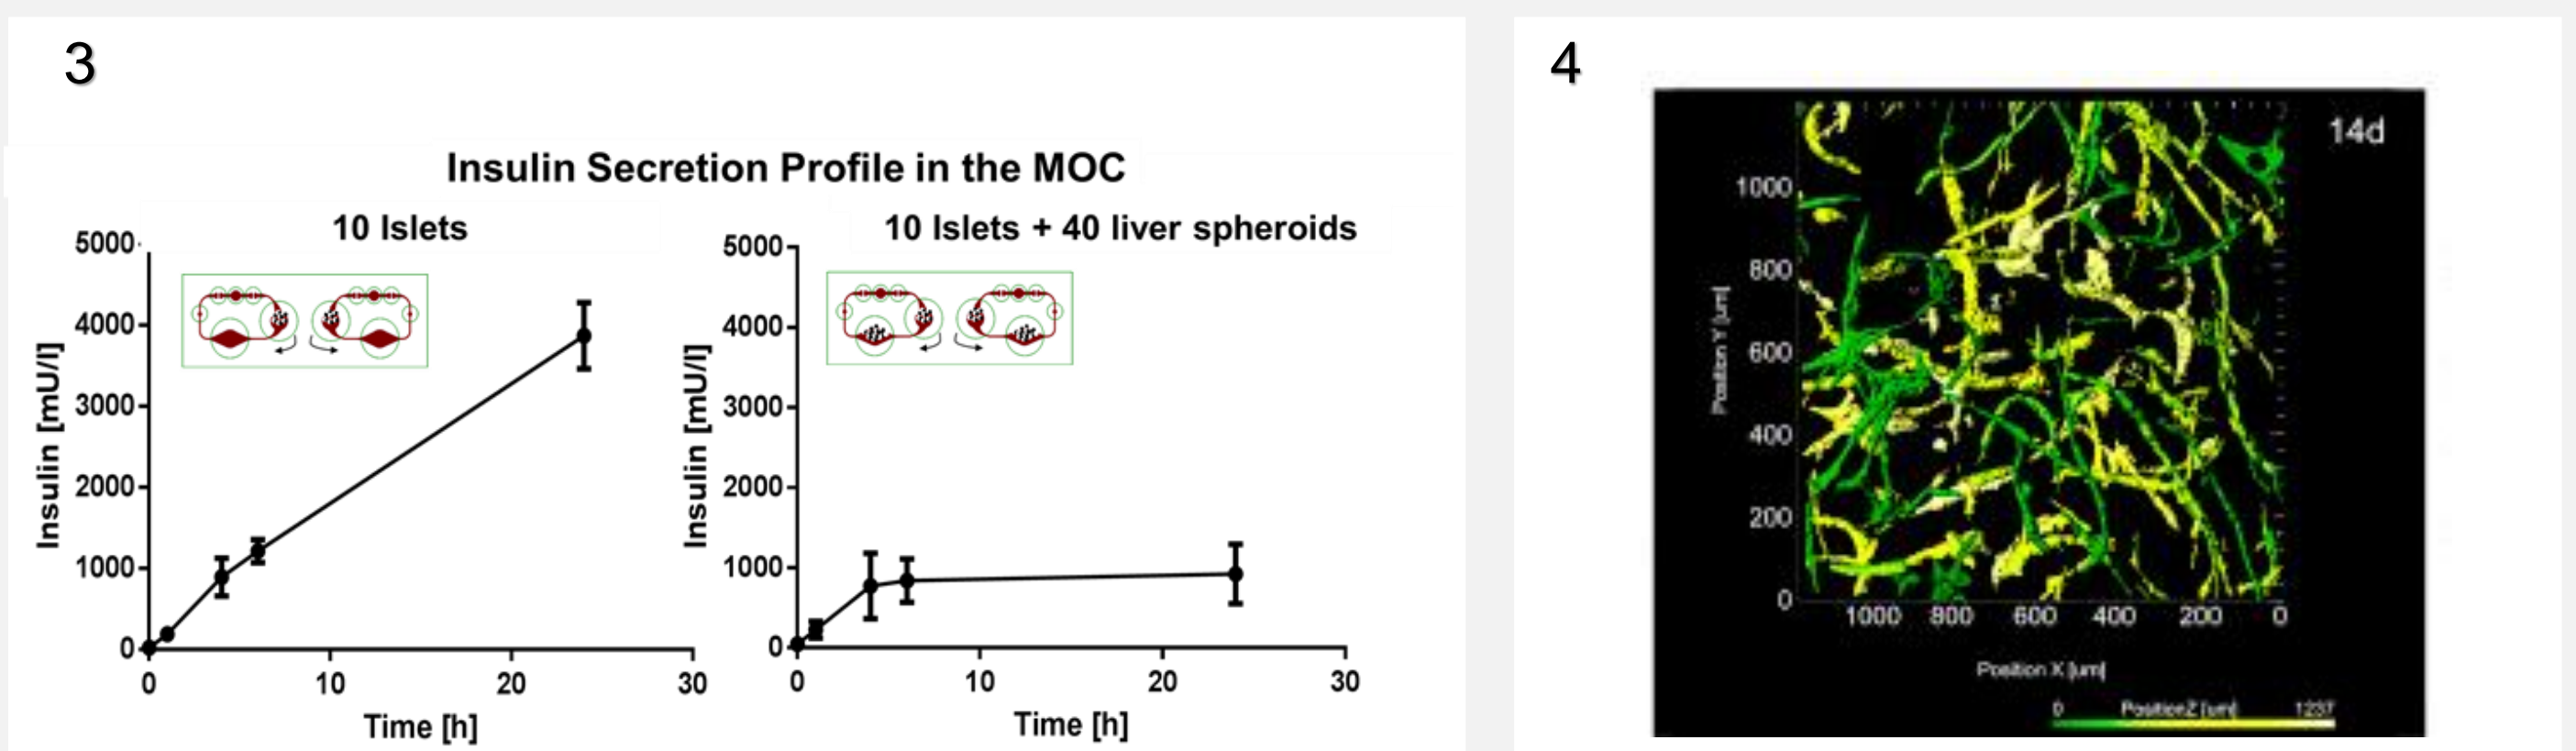 3
Insulin Secretion Profile in the MOC
10 Islets
Insulin [mU/l]
5000
4000
3000
2000
1000
0
0 10 20 30
Time [h]
10 Islets + 40 liver spheroids
Insulin [mU/l]
5000
4000
3000
2000
1000
0
0 10 20 30
Time [h]
4
14d
Position Y [um]
1000
800
600
400
200
0
1000 800 600 400 200 0
Position X [um]
0 PositionZ [um] 1237